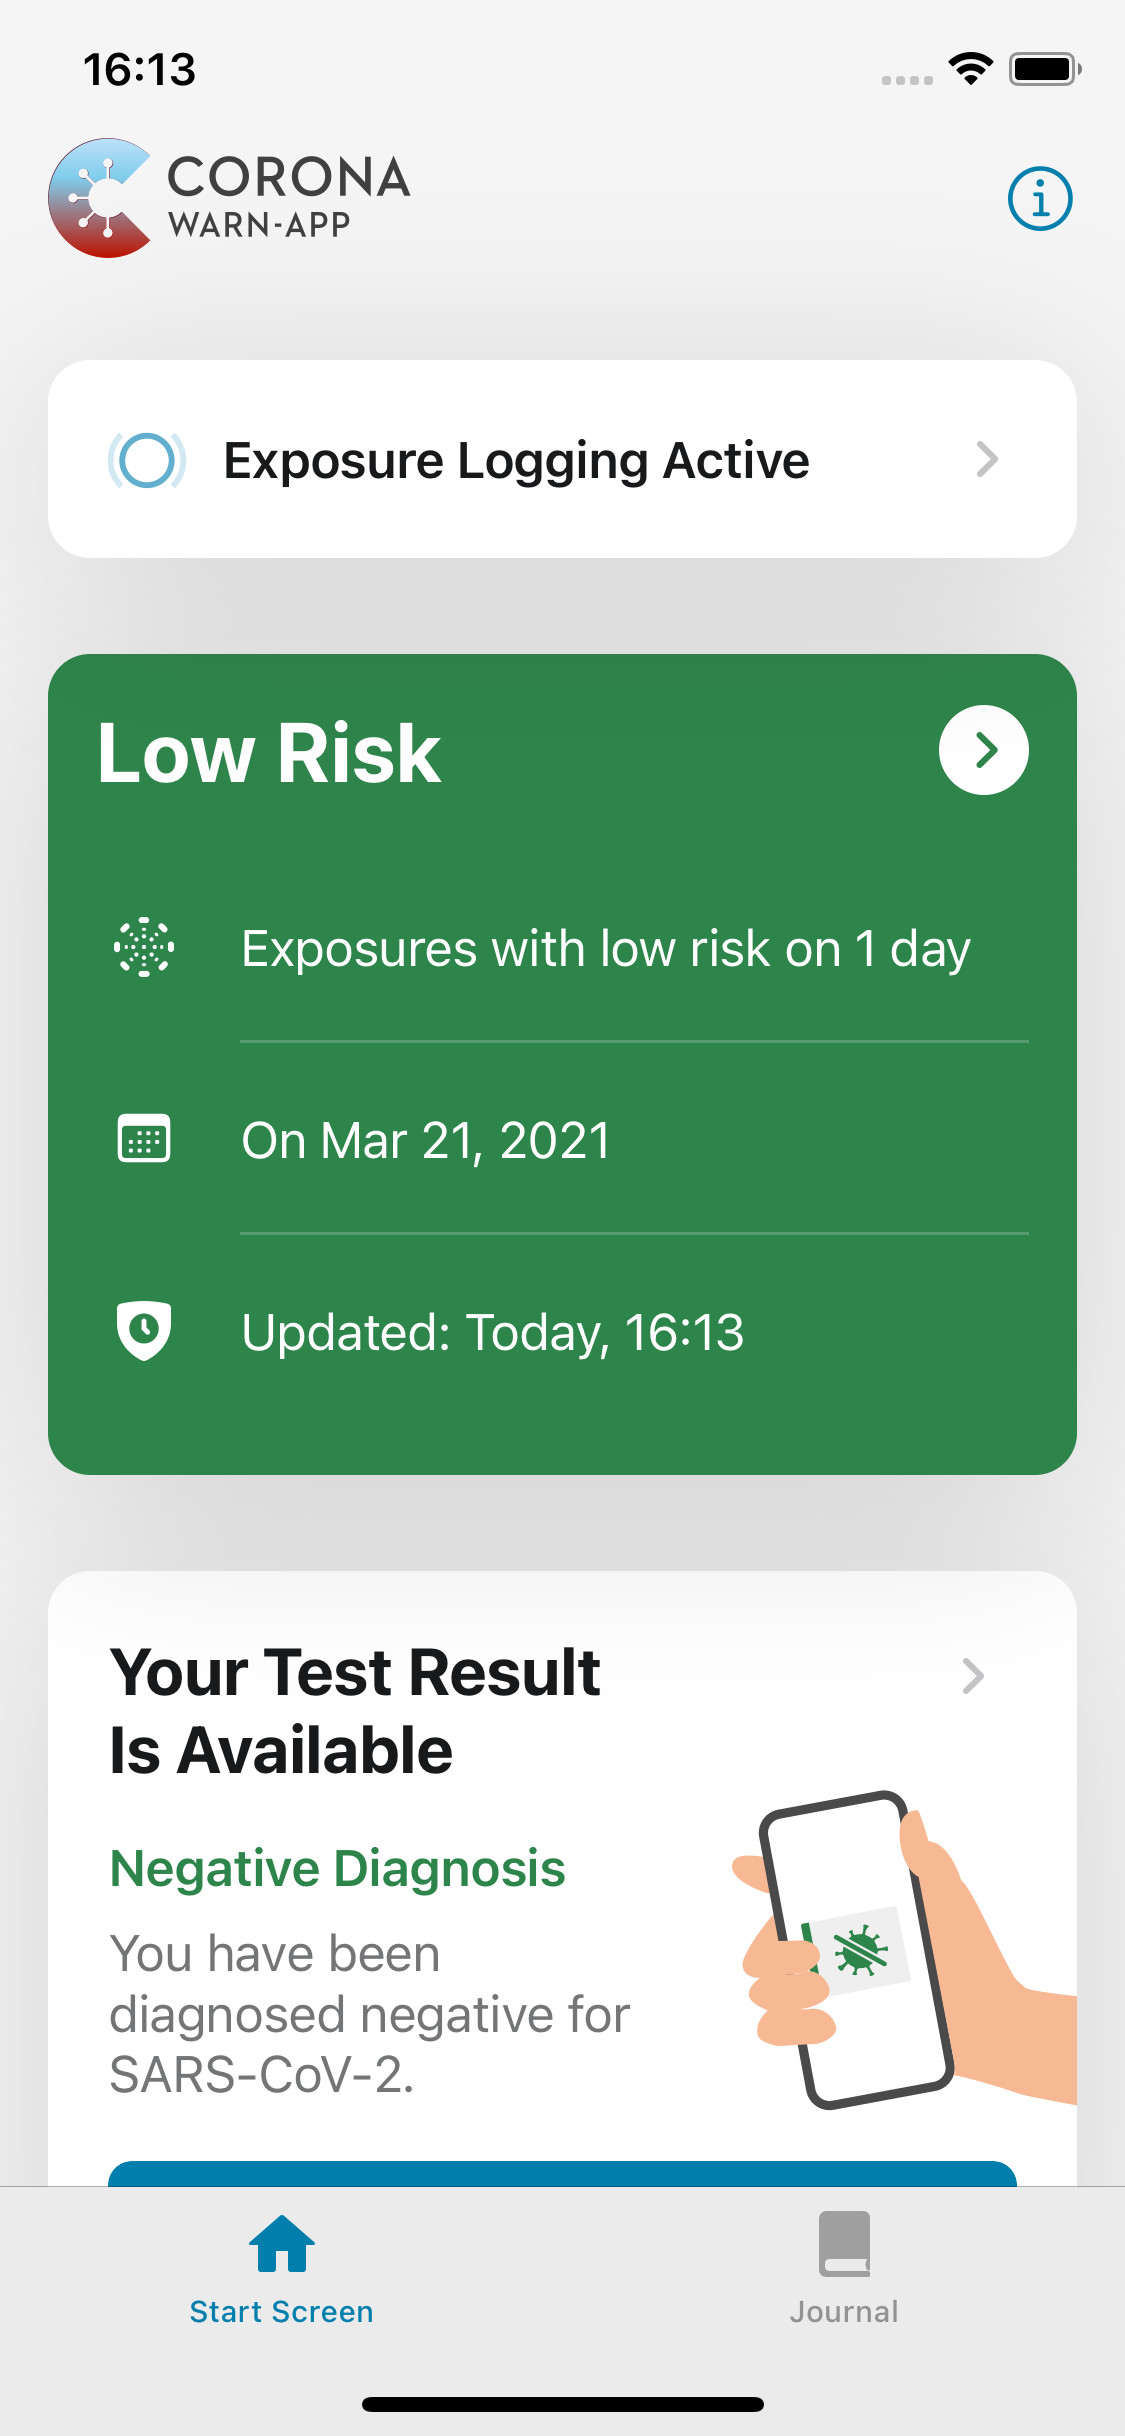 16:13
CORONA
WARN-APP
Exposure Logging Active
Low Risk
Exposures with low risk on 1 day
On Mar 21, 2021
Updated: Today, 16:13
Your Test Result
Is Available
Negative Diagnosis
You have been
diagnosed negative for
SARS-CoV-2.
Start Screen
Journal